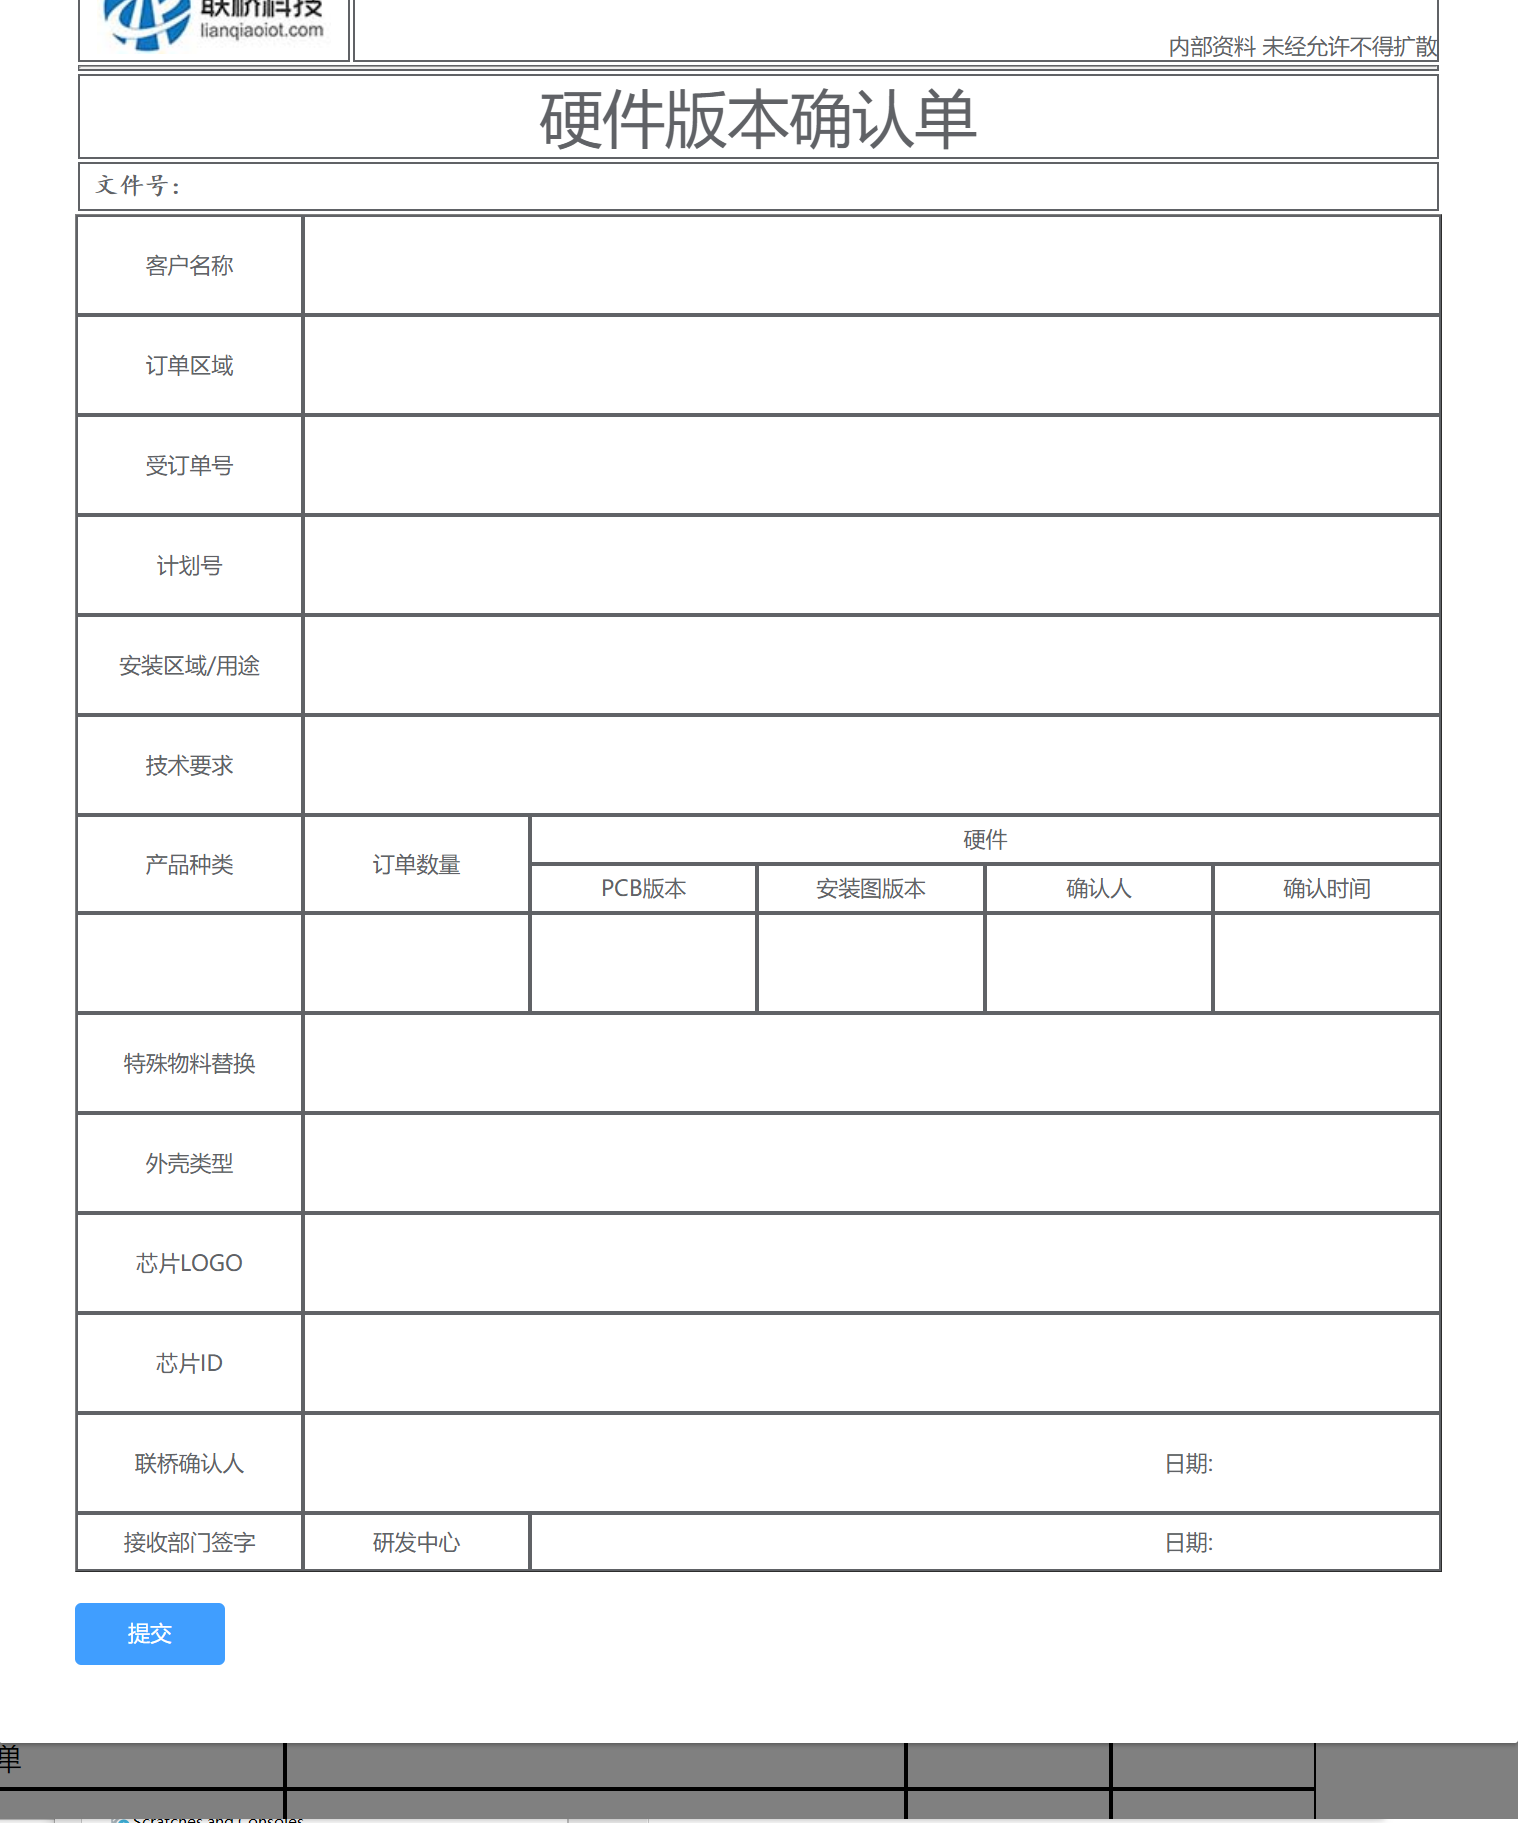 联桥科技
lianqiaoiot.com
内部资料 未经允许不得扩散
硬件版本确认单
文件号：
客户名称
订单区域
受订单号
计划号
安装区域/用途
技术要求
产品种类
订单数量
硬件
PCB版本
安装图版本
确认人
确认时间
特殊物料替换
外壳类型
芯片LOGO
芯片ID
联桥确认人
日期:
接收部门签字
研发中心
日期:
提交
单
Scratches and Consoles